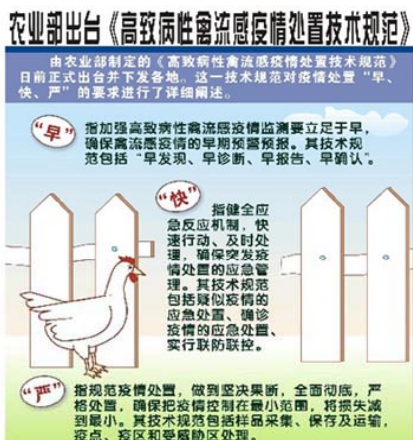 农业部出台《高致病性禽流感疫情处置技术规范》
由农业部制定的《高致病性禽流感疫情处置技术规范》
日前正式出台并下发各地。这一技术规范对疫情处置“早、
快、严”的要求进行了详细阐述。
“早” 指加强高致病性禽流感疫情监测要立足于早，
确保禽流感疫情的早期预警预报。其技术规
范包括“早发现、早诊断、早报告、早确认”。
“快” 指健全应
急反应机制，快
速行动、及时处
理，确保突发疫
情处置的应急管
理。其技术规范
包括疑似疫情的
应急处置、确诊
疫情的应急处置、
实行联防联控。
“严” 指规范疫情处置，做到坚决果断，全面彻底，严
格处置，确保把疫情控制在最小范围，将损失减
到最小。其技术规范包括样品采集、保存及运输，
疫点、疫区和受威胁区处理。